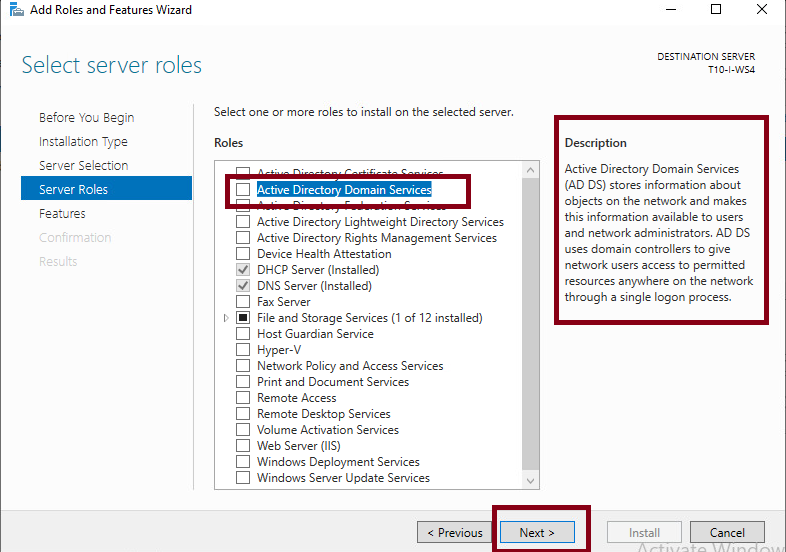 Add Roles and Features Wizard
Select server roles
DESTINATION SERVER
T10-I-WS4
Before You Begin
Installation Type
Server Selection
Server Roles
Features
Confirmation
Results
Select one or more roles to install on the selected server.
Roles
Active Directory Certificate Services
Active Directory Domain Services
Active Directory Federation Services
Active Directory Lightweight Directory Services
Active Directory Rights Management Services
Device Health Attestation
DHCP Server (Installed)
DNS Server (Installed)
Fax Server
File and Storage Services (1 of 12 installed)
Host Guardian Service
Hyper-V
Network Policy and Access Services
Print and Document Services
Remote Access
Remote Desktop Services
Volume Activation Services
Web Server (IIS)
Windows Deployment Services
Windows Server Update Services
Description
Active Directory Domain Services
(AD DS) stores information about
objects on the network and makes
this information available to users
and network administrators. AD DS
uses domain controllers to give
network users access to permitted
resources anywhere on the network
through a single logon process.
< Previous
Next >
Install
Cancel
Activate Window